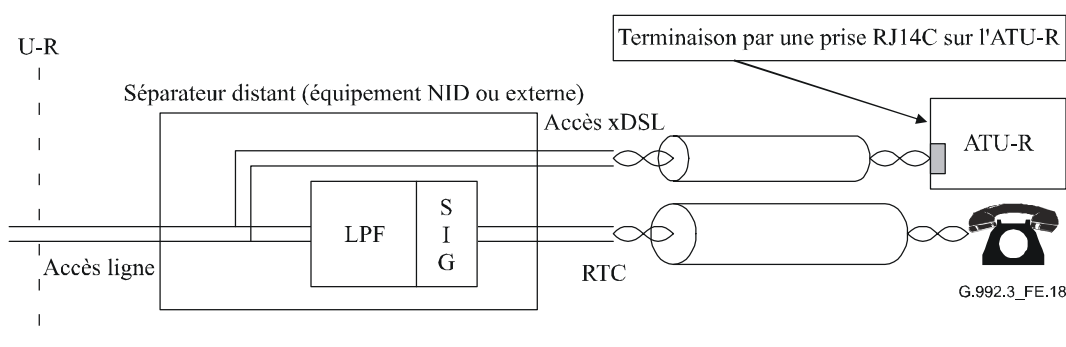 U-R
Terminaison par une prise RJ14C sur l'ATU-R
Séparateur distant (équipement NID ou externe)
Accès xDSL
ATU-R
LPF
S
I
G
Accès ligne
RTC
G.992.3_FE.18